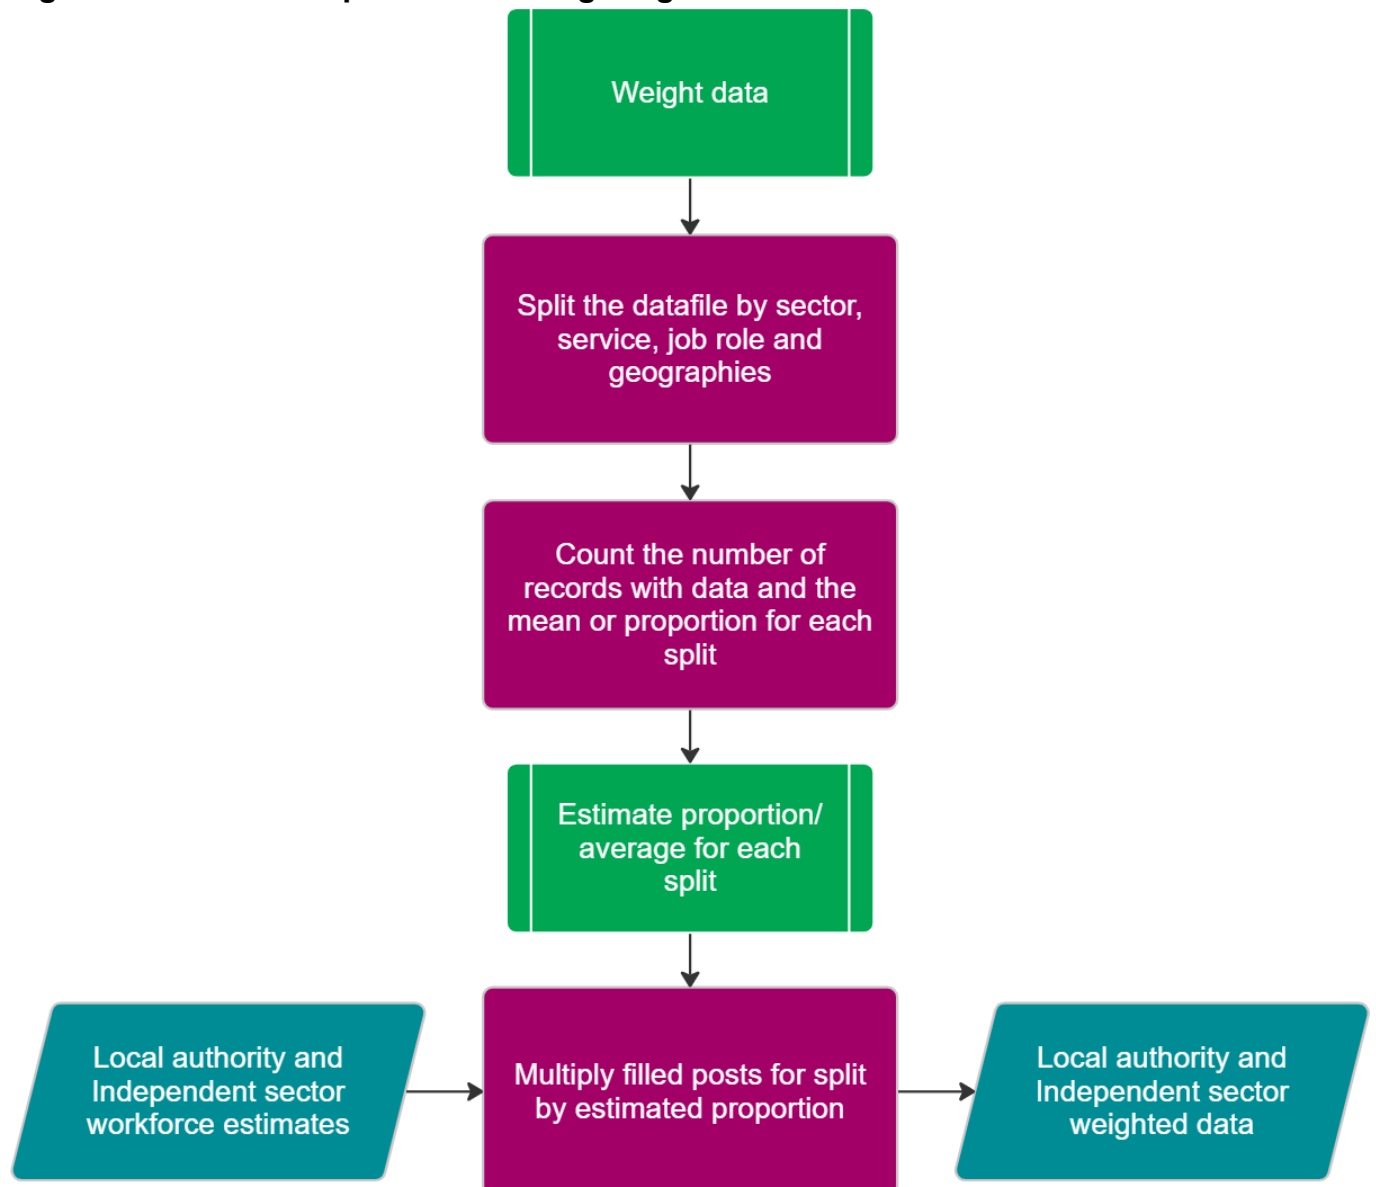 Weight data
Split the datafile by sector,
service, job role and
geographies
Count the number of
records with data and the
mean or proportion for each
split
Estimate proportion/
average for each
split
Local authority and
Independent sector
workforce estimates
Multiply filled posts for split
by estimated proportion
Local authority and
Independent sector
weighted data